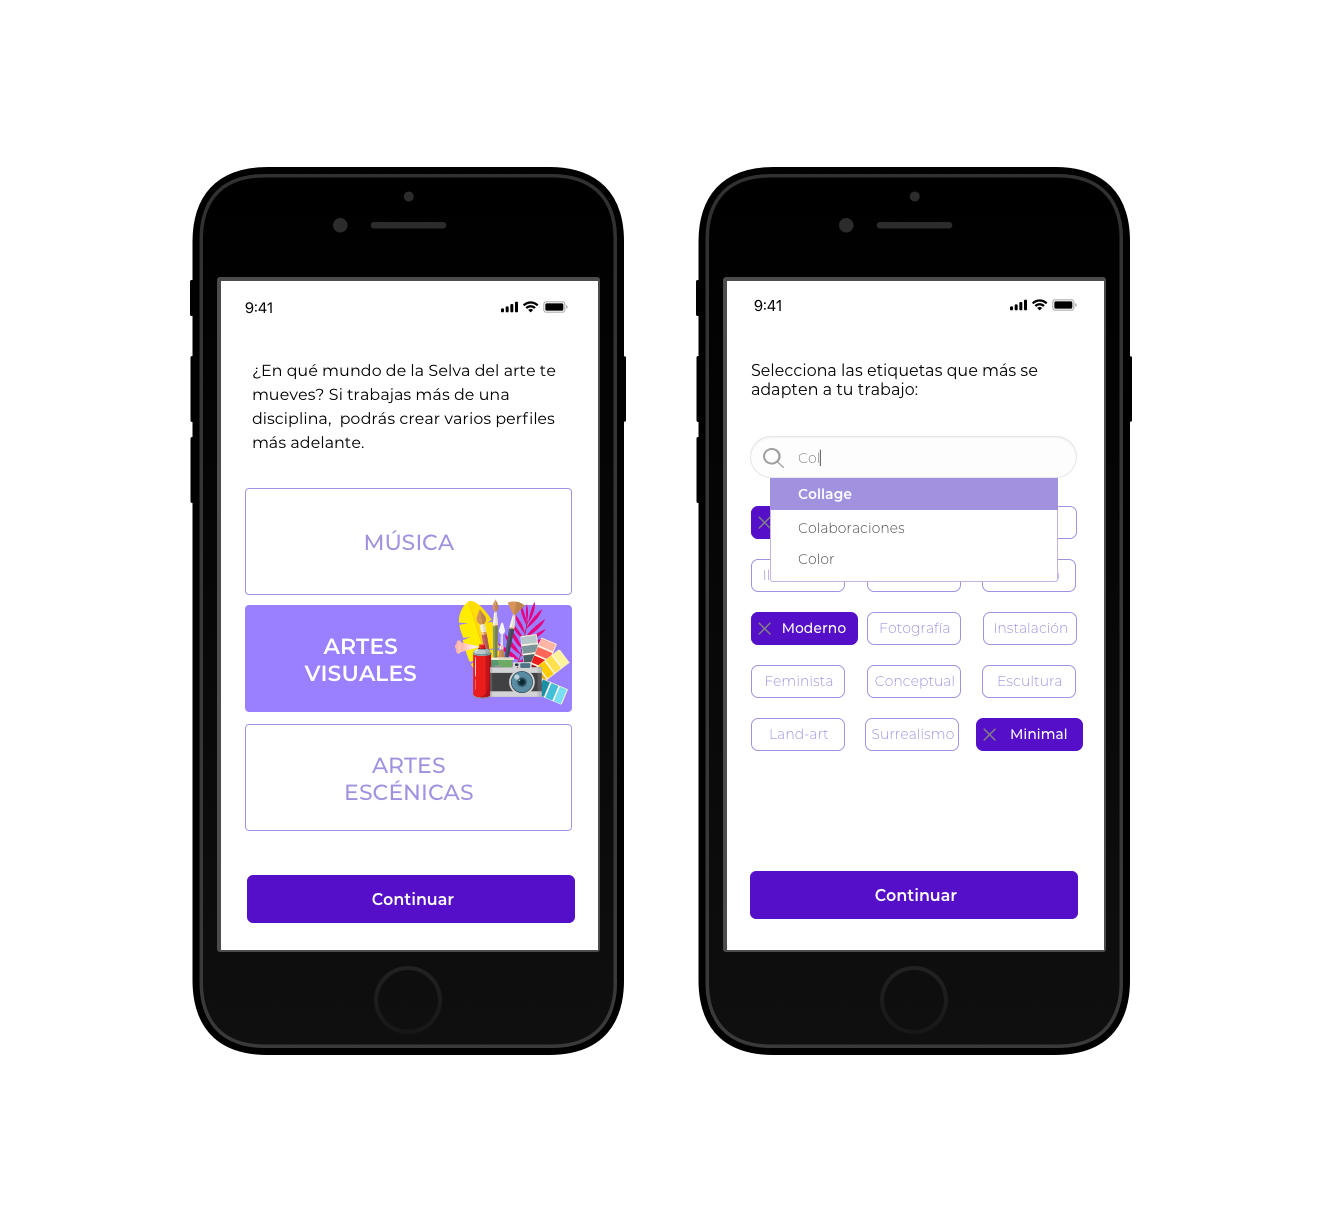 9:41
¿En qué mundo de la Selva del arte te
mueves? Si trabajas más de una
disciplina,  podrás crear varios perfiles
más adelante.
MÚSICA
ARTES
VISUALES
ARTES
ESCÉNICAS
Continuar
9:41
Selecciona las etiquetas que más se
adapten a tu trabajo:
Col
Collage
Colaboraciones
Color
Moderno Fotografía Instalación
Feminista Conceptual Escultura
Land-art Surrealismo Minimal
Continuar